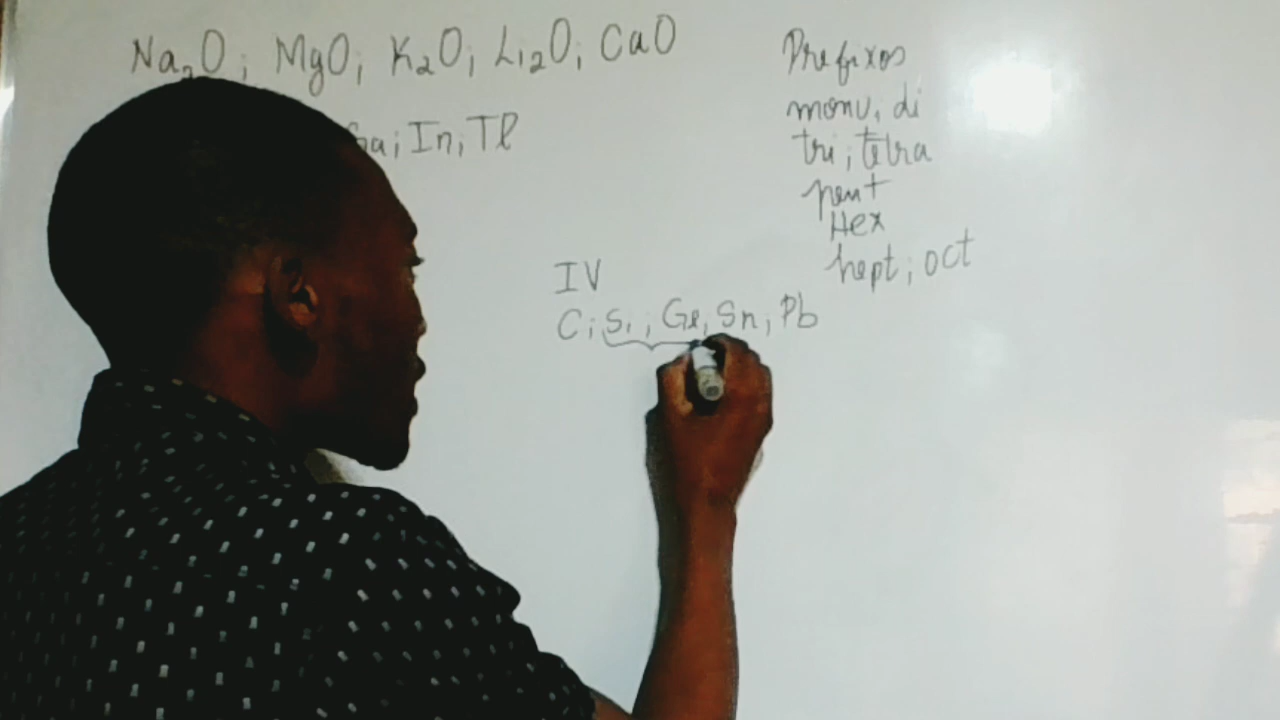 Na₂O; MgO; K₂O; Li₂O; CaO
Ga; In; Tl
Prefixos
mono, di
tri; tetra
pent
Hex
hept; oct
IV
C; Si; Ge, Sn; Pb